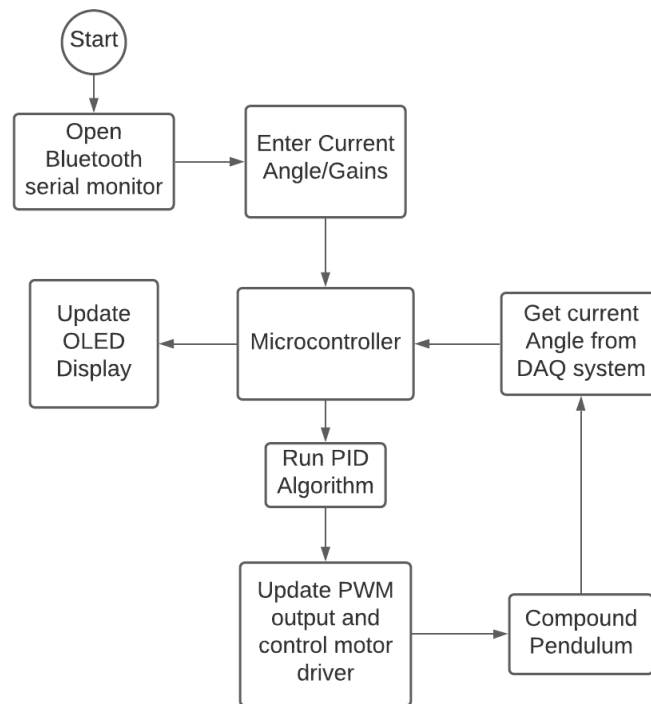 Start
Open
Bluetooth
serial monitor
Enter Current
Angle/Gains
Update
OLED
Display
Microcontroller
Get current
Angle from
DAQ system
Run PID
Algorithm
Update PWM
output and
control motor
driver
Compound
Pendulum